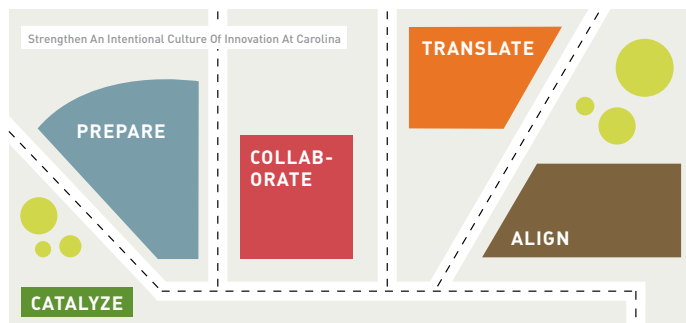 Strengthen An Intentional Culture Of Innovation At Carolina
TRANSLATE
PREPARE
COLLAB-
ORATE
ALIGN
CATALYZE